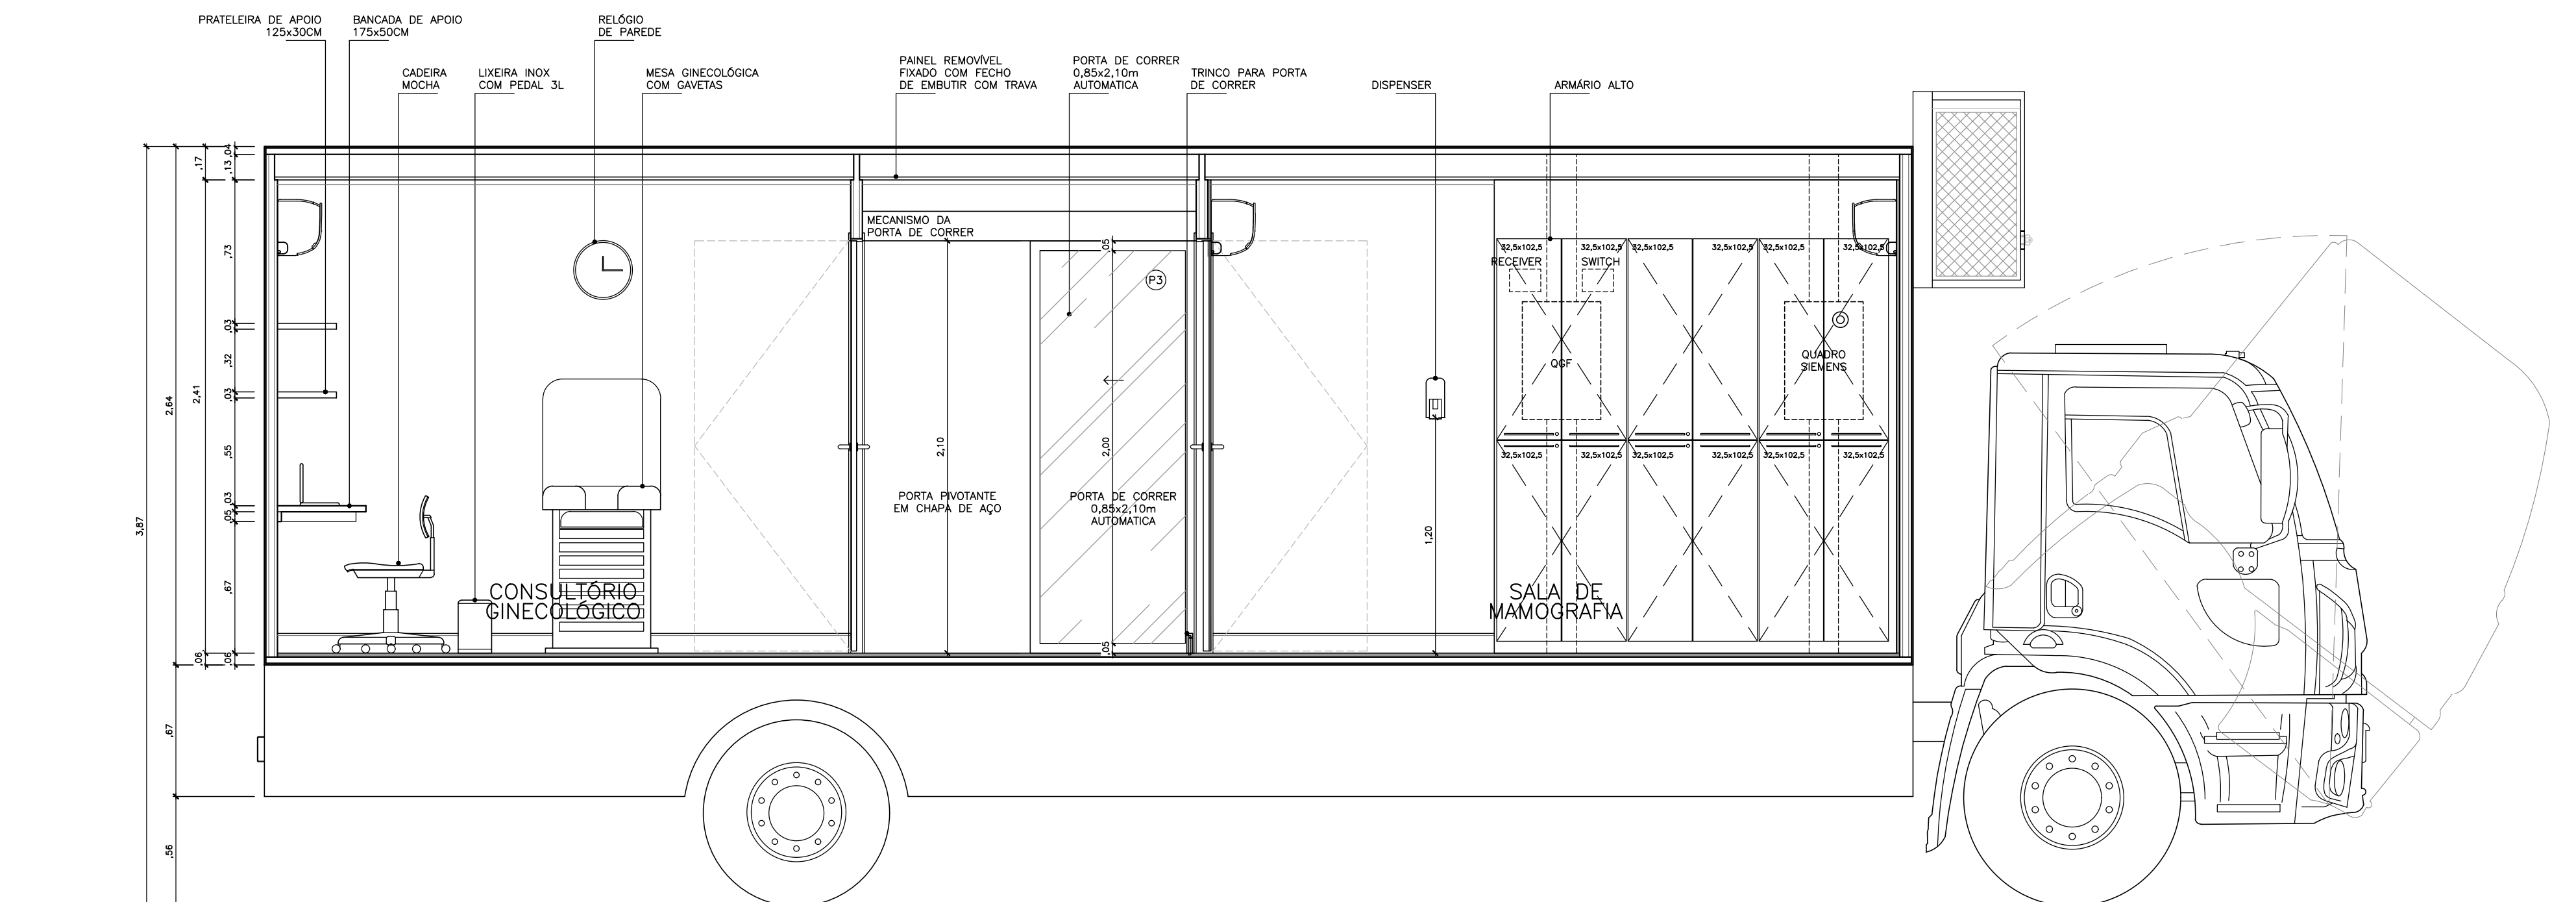 PRATELEIRA DE APOIO
125x30CM
BANCADA DE APOIO
175x50CM
RELÓGIO
DE PAREDE
CADEIRA
MOCHA
LIXEIRA INOX
COM PEDAL 3L
MESA GINECOLÓGICA
COM GAVETAS
PAINEL REMOVÍVEL
FIXADO COM FECHO
DE EMBUTIR COM TRAVA
PORTA DE CORRER
0,85x2,10m
AUTOMATICA
TRINCO PARA PORTA
DE CORRER
DISPENSER
ARMÁRIO ALTO
,04
,13
,17
,73
,03
,32
,03
,55
,03
,05
,67
,06
,06
2,41
2,64
3,87
,67
,56
MECANISMO DA
PORTA DE CORRER
,05
P3
2,10
2,00
,05
PORTA PIVOTANTE
EM CHAPA DE AÇO
PORTA DE CORRER
0,85x2,10m
AUTOMATICA
1,20
32,5x102,5
32,5x102,5
32,5x102,5
32,5x102,5
32,5x102,5
32,5x102,5
RECEIVER
SWITCH
QGF
QUADRO
SIEMENS
32,5x102,5
32,5x102,5
32,5x102,5
32,5x102,5
32,5x102,5
32,5x102,5
CONSULTÓRIO
GINECOLÓGICO
SALA DE
MAMOGRAFIA